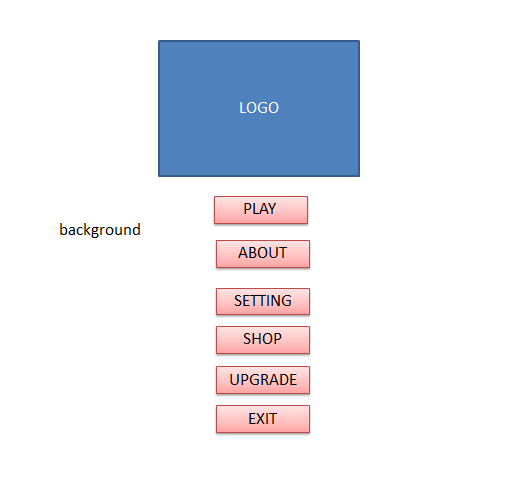 LOGO
PLAY
background
ABOUT
SETTING
SHOP
UPGRADE
EXIT